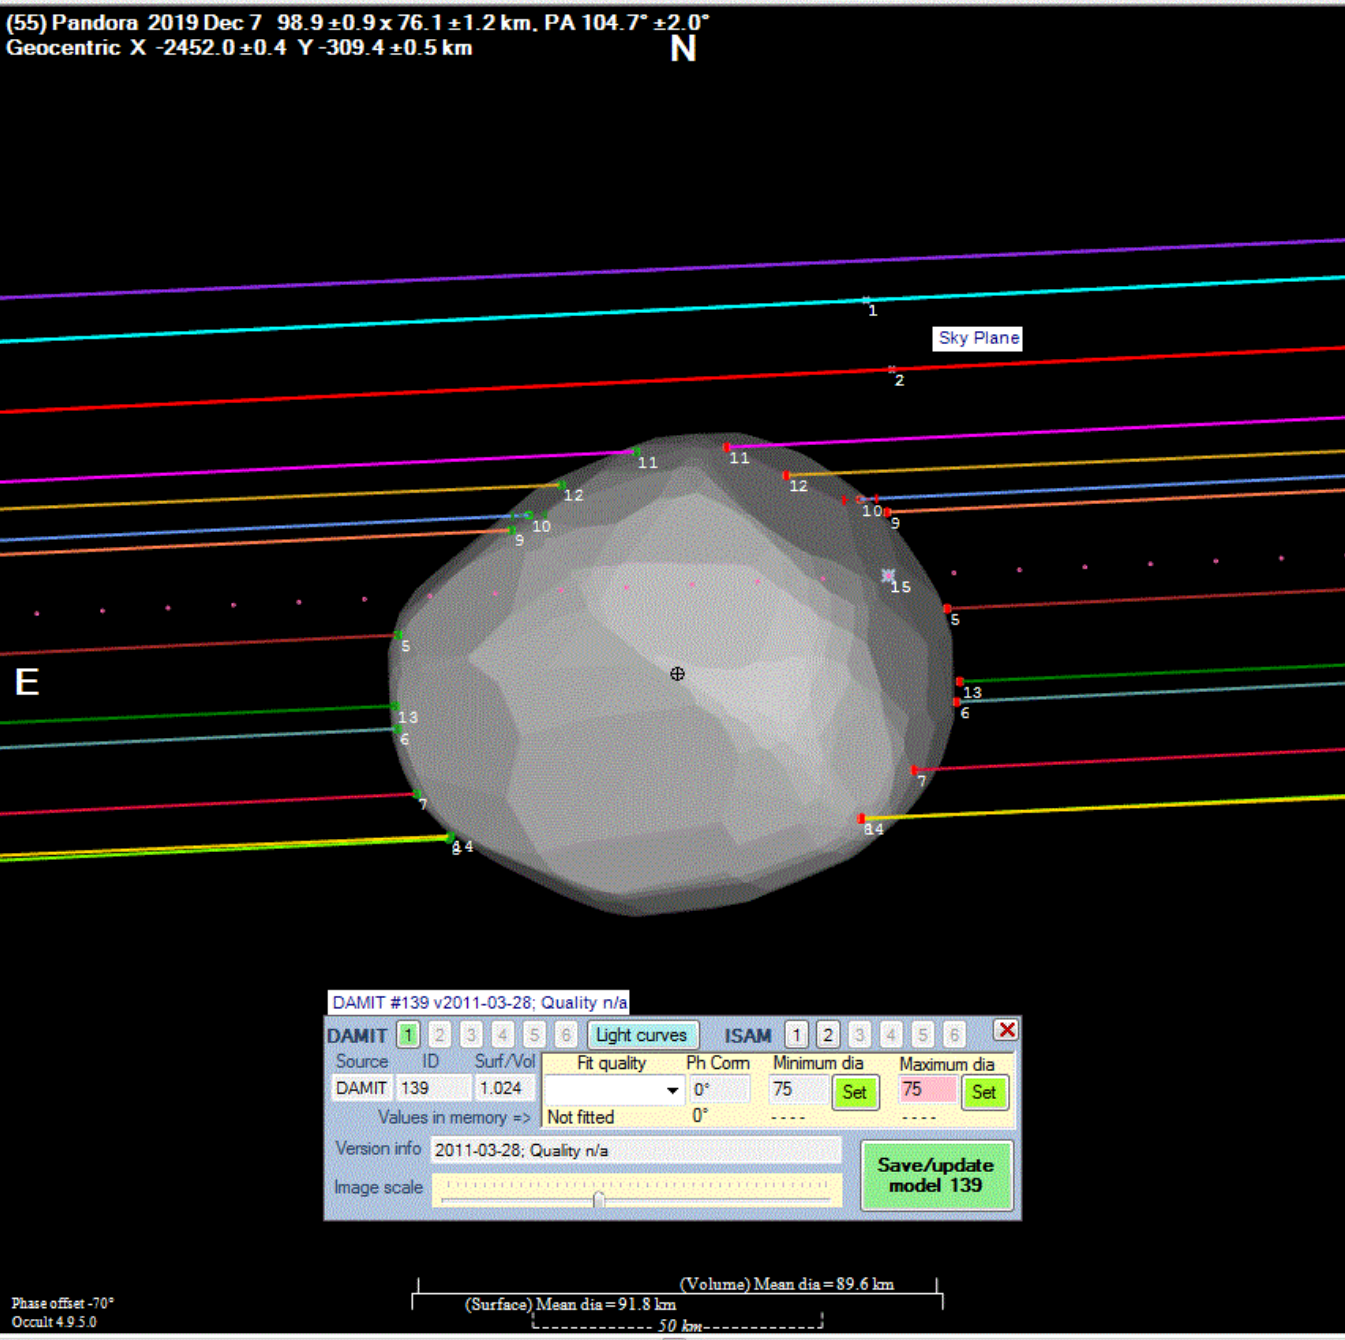 (55) Pandora 2019 Dec 7 98.9 ±0.9 x 76.1 ±1.2 km, PA 104.7° ±2.0°
Geocentric X -2452.0 ±0.4 Y -309.4 ±0.5 km
N
1
Sky Plane
2
11
11
12
12
10
10
9
9
15
5
5
E
13
13
6
6
7
7
14
14
DAMIT #139 v2011-03-28; Quality n/a
DAMIT 1 2 3 4 5 6 Light curves ISAM 1 2 3 4 5 6
Source ID Surf/Vol Fit quality Ph Corrn Minimum dia Maximum dia
DAMIT 139 1.024 0° 75 Set 75 Set
Values in memory => Not fitted 0° ---- ----
Version info 2011-03-28; Quality n/a
Image scale
Save/update
model 139
(Volume) Mean dia = 89.6 km
(Surface) Mean dia = 91.8 km
50 km
Phase offset -70°
Occult 4.9.5.0